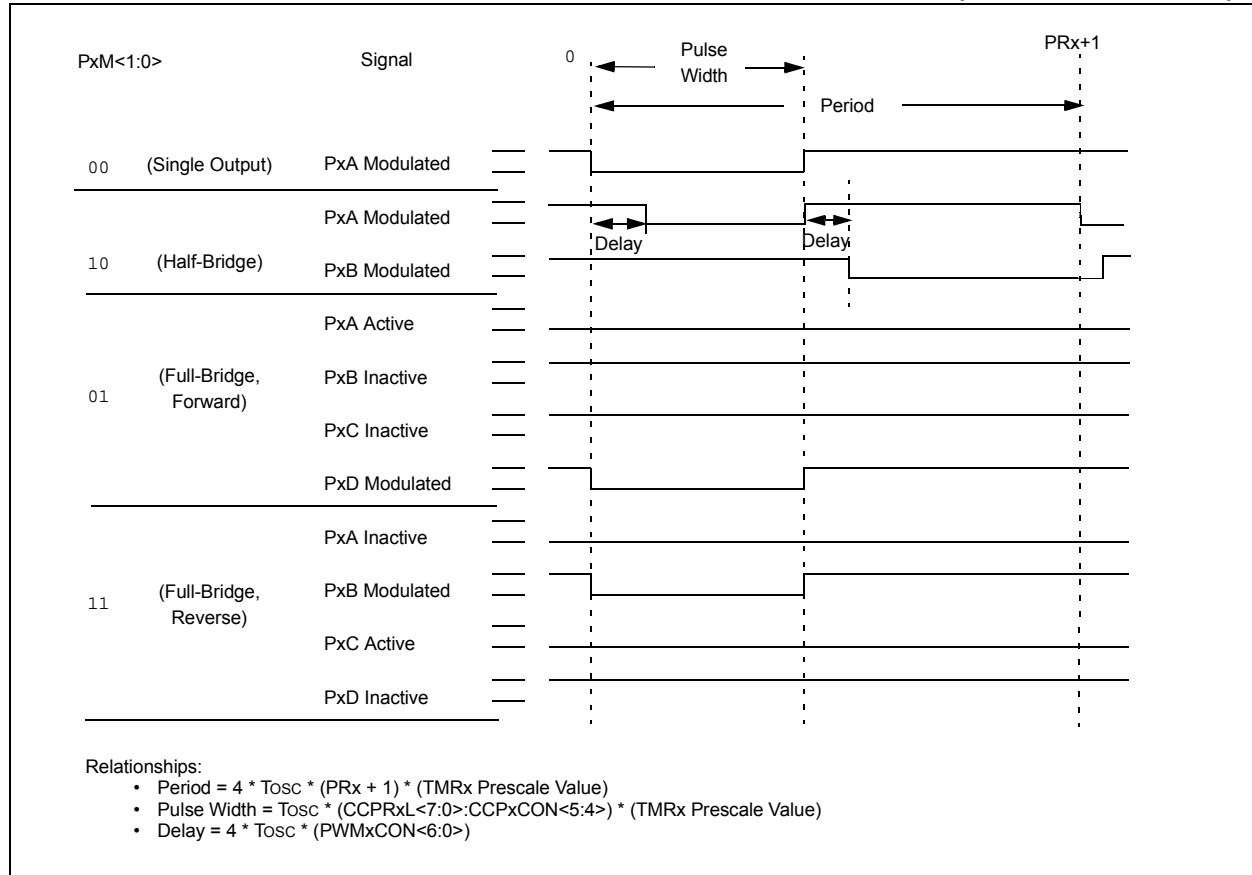 PxM<1:0> Signal 0 Pulse Width PRx+1
Period
00 (Single Output) PxA Modulated
PxA Modulated
Delay Delay
10 (Half-Bridge) PxB Modulated
PxA Active
01 (Full-Bridge, Forward) PxB Inactive
PxC Inactive
PxD Modulated
PxA Inactive
11 (Full-Bridge, Reverse) PxB Modulated
PxC Active
PxD Inactive
Relationships:
• Period = 4 * TOSC * (PRx + 1) * (TMRx Prescale Value)
• Pulse Width = TOSC * (CCPRxL<7:0>:CCPxCON<5:4>) * (TMRx Prescale Value)
• Delay = 4 * TOSC * (PWMxCON<6:0>)